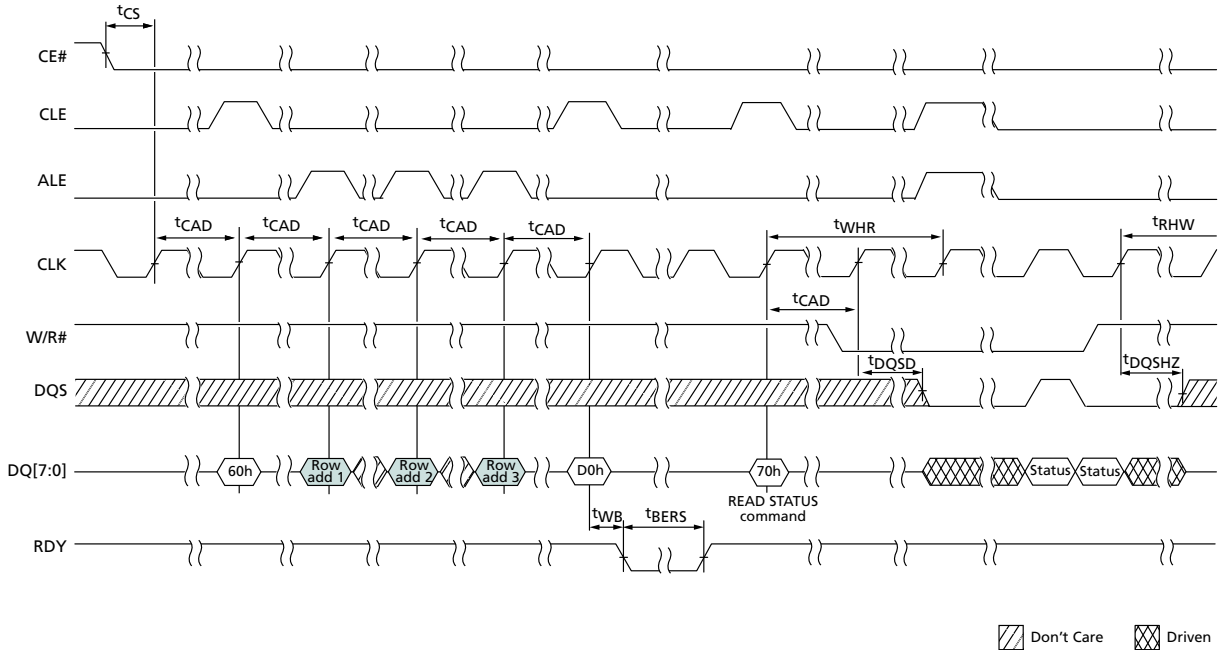 tCS
CE#
CLE
ALE
tCAD
tCAD
tCAD
tCAD
tCAD
tWHR
tRHW
CLK
tCAD
W/R#
tDQSD
tDQSHZ
DQS
DQ[7:0]
60h
Row add 1
Row add 2
Row add 3
D0h
70h
Status
Status
READ STATUS
command
tWB
tBERS
RDY
Don't Care
Driven